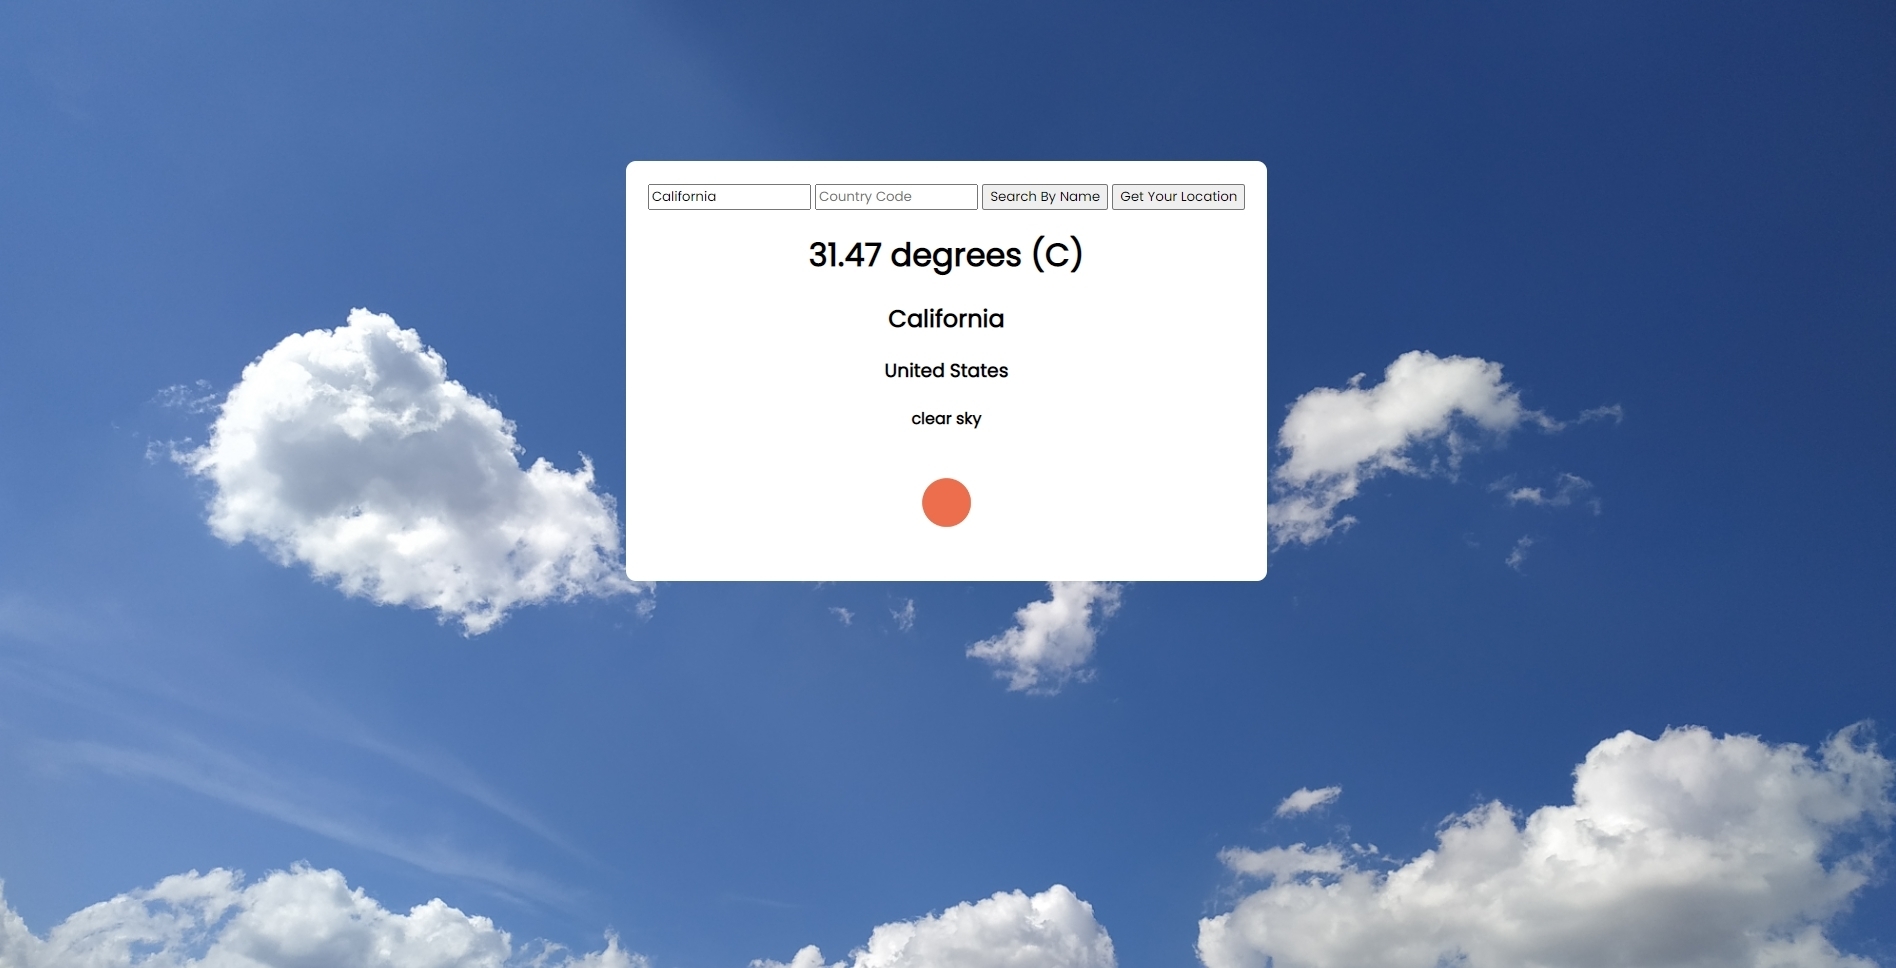 California Country Code Search By Name Get Your Location
31.47 degrees (C)
California
United States
clear sky